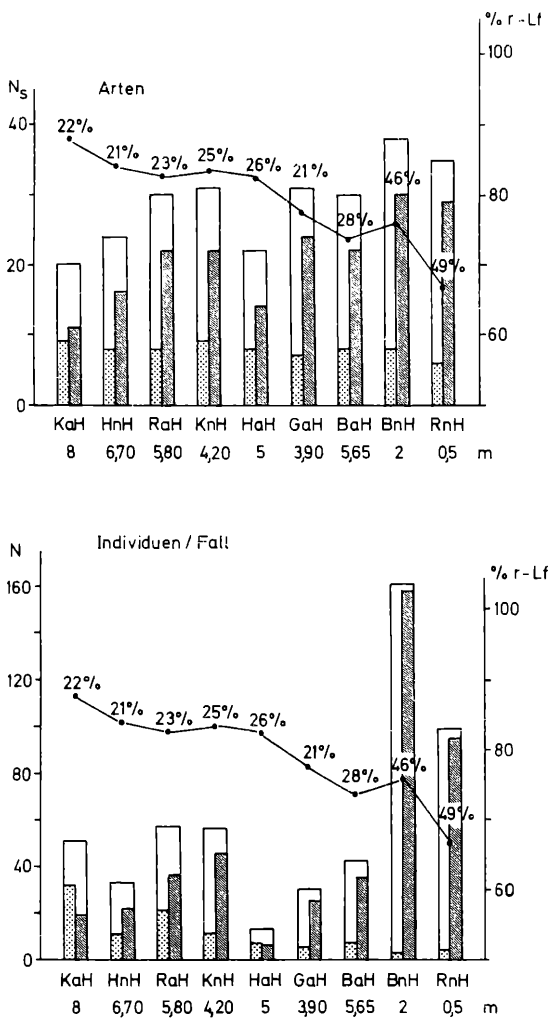 % r-Lf
100
N_s Arten
40 22% 21% 23% 25% 26% 21% 28% 46% 49% 80
20
60
0
KaH HnH RaH KnH HaH GaH BaH BnH RnH
8 6,70 5,80 4,20 5 3,90 5,65 2 0,5 m
N Individuen / Fall % r-Lf
160 100
120 22% 21% 23% 25% 26% 21% 28% 46% 49%
80 80
40 60
0
KaH HnH RaH KnH HaH GaH BaH BnH RnH
8 6,70 5,80 4,20 5 3,90 5,65 2 0,5 m